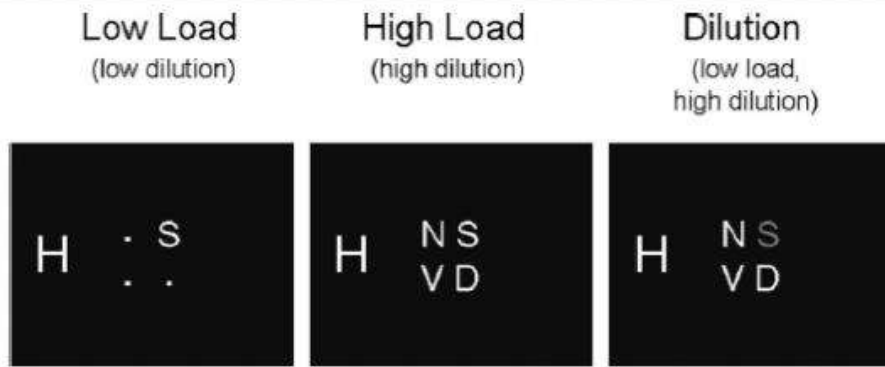 Low Load
(low dilution)
High Load
(high dilution)
Dilution
(low load,
high dilution)
H . S
. .
H N S
V D
H N S
V D